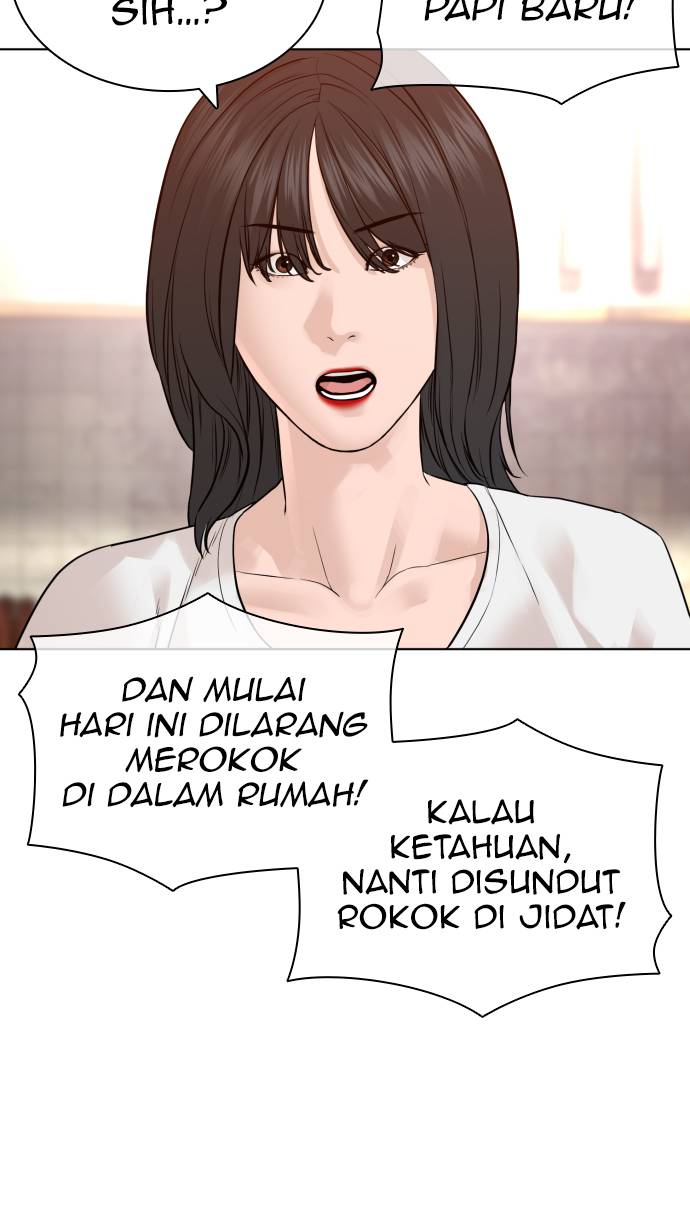 SIH...?
PAPI BARU!
DAN MULAI
HARI INI DILARANG
MEROKOK
DI DALAM RUMAH!
KALAU
KETAHUAN,
NANTI DISUNDUT
ROKOK DI JIDAT!